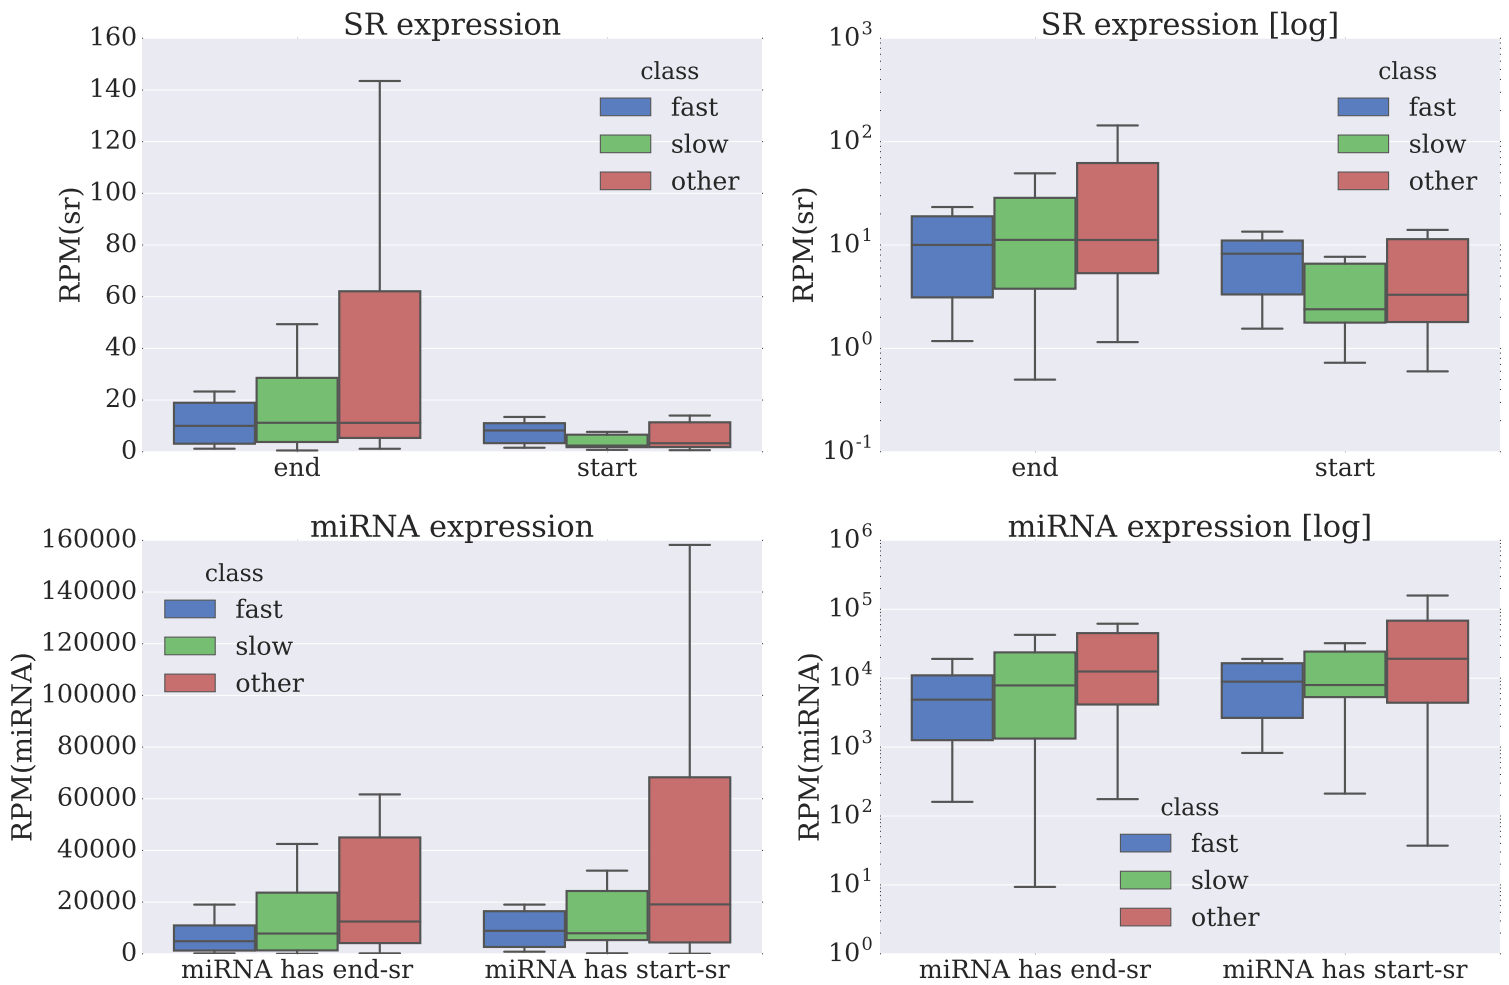 SR expression
160
140
120
100
80
60
40
20
0
RPM(sr)
class
fast
slow
other
end
start
SR expression [log]
10^3
10^2
10^1
10^0
10^-1
RPM(sr)
class
fast
slow
other
end
start
miRNA expression
160000
140000
120000
100000
80000
60000
40000
20000
0
RPM(miRNA)
class
fast
slow
other
miRNA has end-sr
miRNA has start-sr
miRNA expression [log]
10^6
10^5
10^4
10^3
10^2
10^1
10^0
RPM(miRNA)
class
fast
slow
other
miRNA has end-sr
miRNA has start-sr